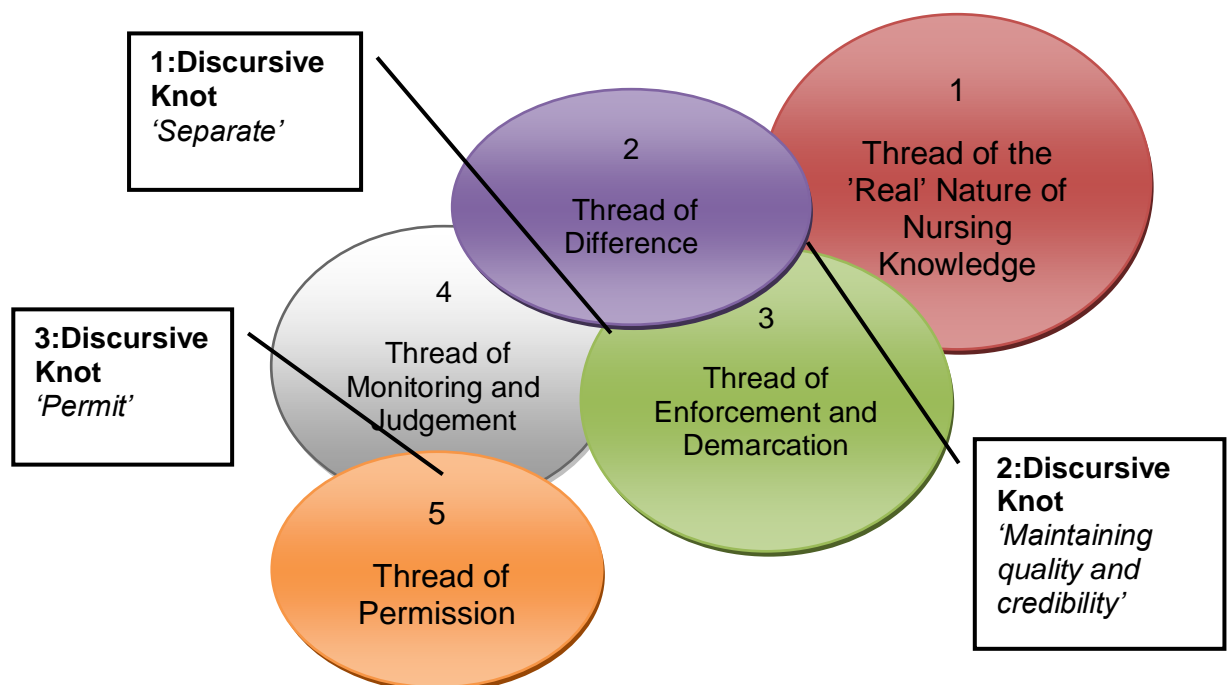 1:Discursive
Knot
‘Separate’
1
Thread of the
’Real’ Nature of
Nursing
Knowledge
2
Thread of
Difference
4
Thread of
Monitoring and
Judgement
3
Thread of
Enforcement and
Demarcation
3:Discursive
Knot
‘Permit’
2:Discursive
Knot
‘Maintaining
quality and
credibility’
5
Thread of
Permission